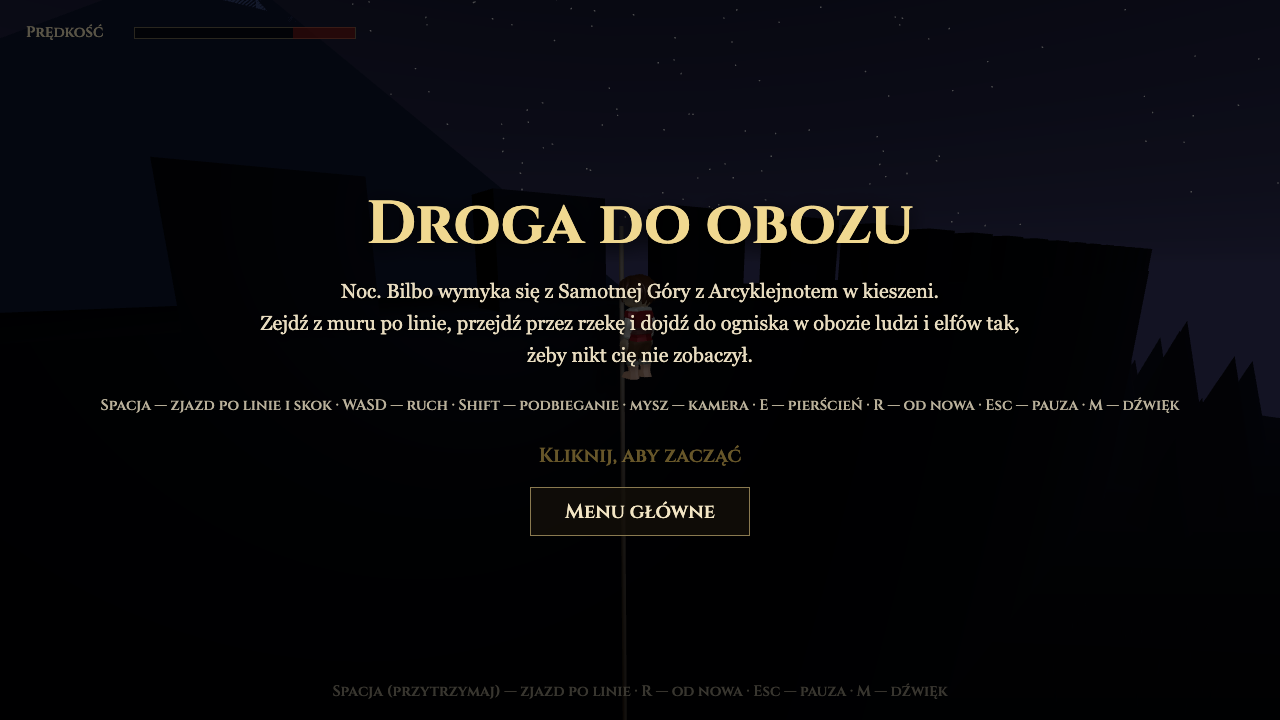 Prędkość
Droga do obozu
Noc. Bilbo wymyka się z Samotnej Góry z Arcyklejnotem w kieszeni.
Zejdź z muru po linie, przejdź przez rzekę i dojdź do ogniska w obozie ludzi i elfów tak,
żeby nikt cię nie zobaczył.
Spacja — zjazd po linie i skok · WASD — ruch · Shift — podbieganie · mysz — kamera · E — pierścień · R — od nowa · Esc — pauza · M — dźwięk
Kliknij, aby zacząć
Menu główne
Spacja (przytrzymaj) — zjazd po linie · R — od nowa · Esc — pauza · M — dźwięk